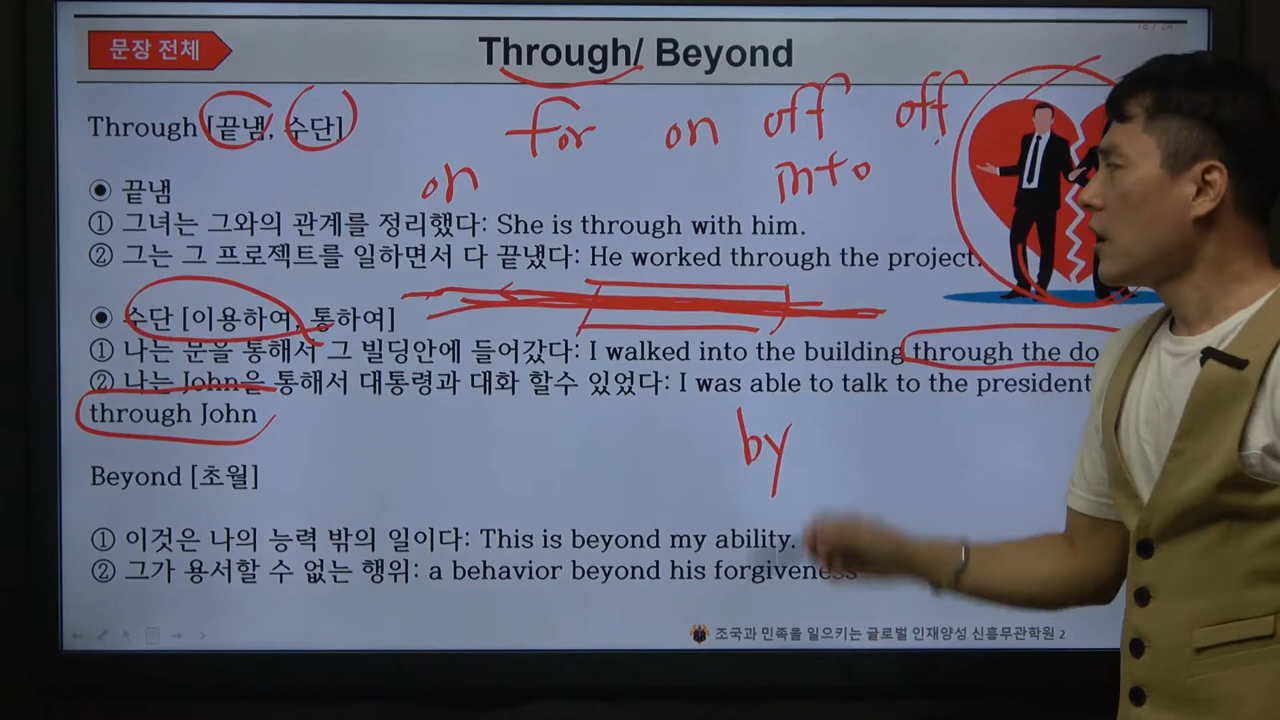 문장 전체
Through/ Beyond
Through [끝냄, 수단]
for on off off
on into
◉ 끝냄
① 그녀는 그와의 관계를 정리했다: She is through with him.
② 그는 그 프로젝트를 일하면서 다 끝냈다: He worked through the project.
◉ 수단 [이용하여, 통하여]
① 나는 문을 통해서 그 빌딩안에 들어갔다: I walked into the building through the do
② 나는 John은 통해서 대통령과 대화 할수 있었다: I was able to talk to the president
through John
by
Beyond [초월]
① 이것은 나의 능력 밖의 일이다: This is beyond my ability.
② 그가 용서할 수 없는 행위: a behavior beyond his forgiveness
조국과 민족을 일으키는 글로벌 인재양성 신흥무관학원 2